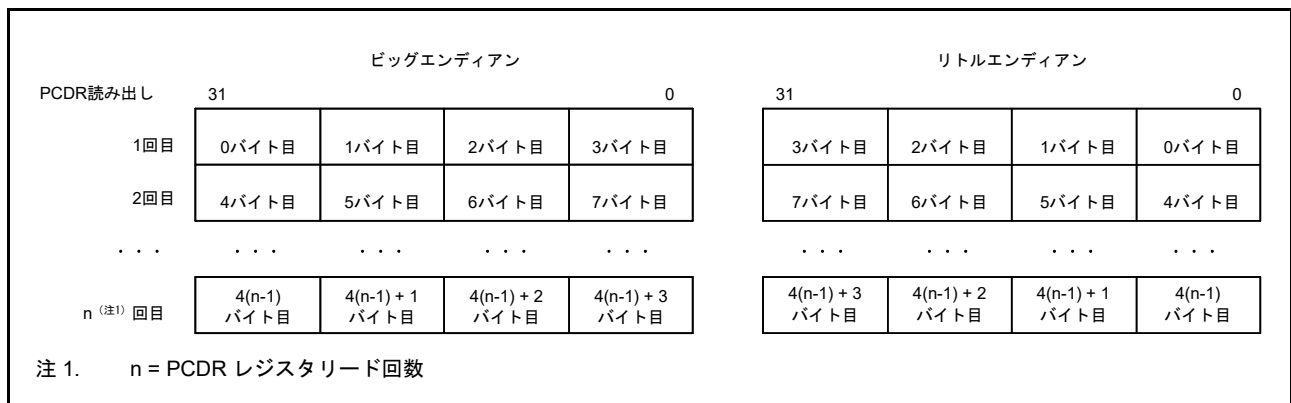 ビッグエンディアン リトルエンディアン
PCDR読み出し 31 0 31 0
1回目 0バイト目 1バイト目 2バイト目 3バイト目 3バイト目 2バイト目 1バイト目 0バイト目
2回目 4バイト目 5バイト目 6バイト目 7バイト目 7バイト目 6バイト目 5バイト目 4バイト目
・・・ ・・・ ・・・ ・・・ ・・・ ・・・ ・・・ ・・・ ・・・
n（注1）回目 4(n-1)バイト目 4(n-1) + 1バイト目 4(n-1) + 2バイト目 4(n-1) + 3バイト目 4(n-1) + 3バイト目 4(n-1) + 2バイト目 4(n-1) + 1バイト目 4(n-1)バイト目
注 1. n = PCDR レジスタリード回数